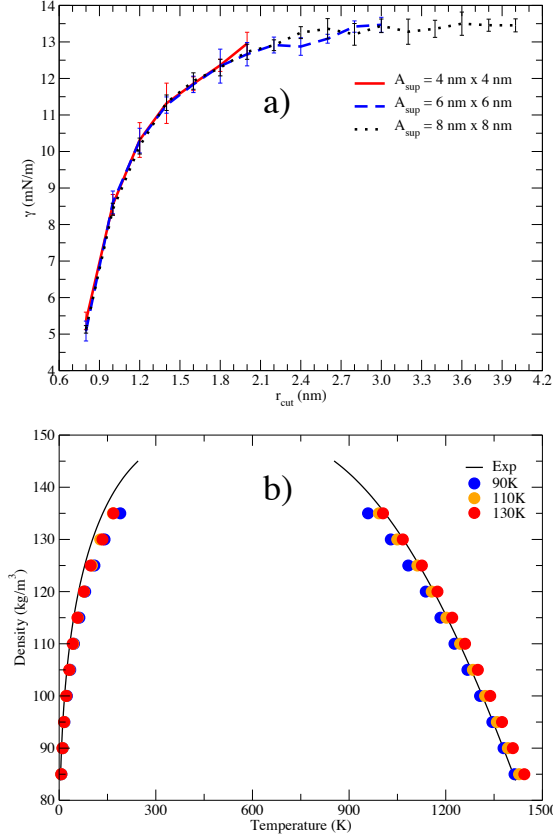 14
13
12
11
10
9
8
7
6
5
4
γ (mN/m)
a)
A_sup = 4 nm x 4 nm
A_sup = 6 nm x 6 nm
A_sup = 8 nm x 8 nm
0.6 0.9 1.2 1.5 1.8 2.1 2.4 2.7 3.0 3.3 3.6 3.9 4.2
r_cut (nm)
150
140
130
120
110
100
90
80
Density (kg/m³)
b)
Exp
90K
110K
130K
0 300 600 900 1200 1500
Temperature (K)